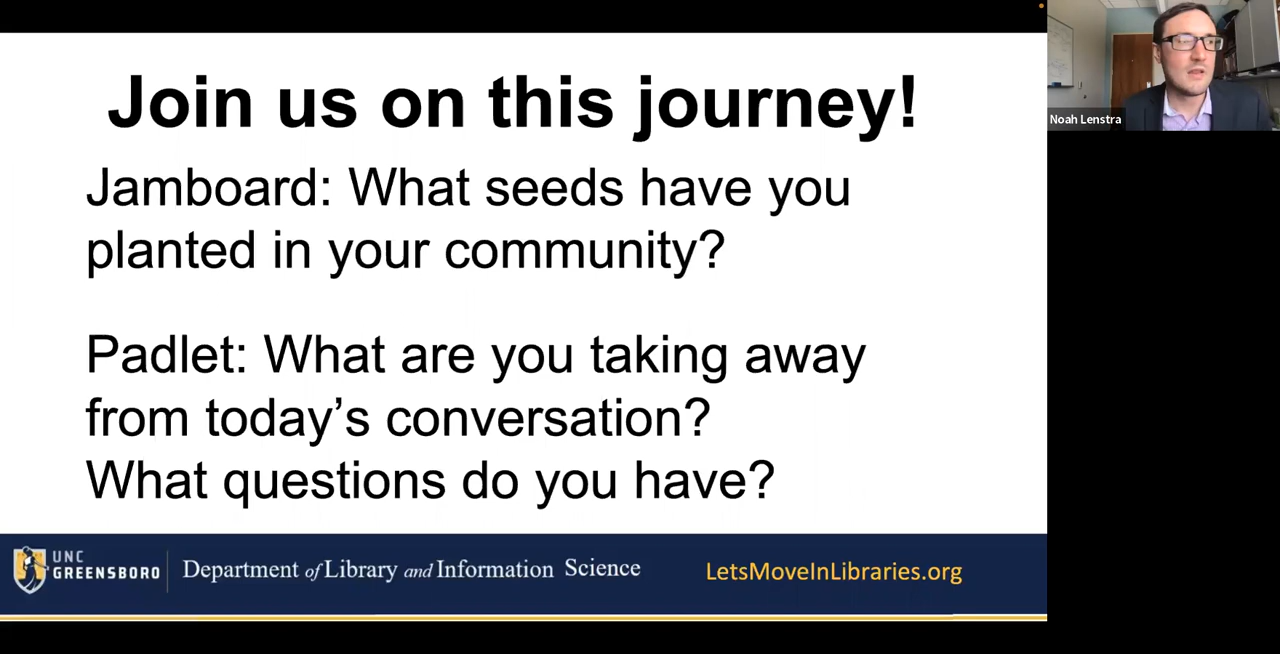 Join us on this journey!
Jamboard: What seeds have you
planted in your community?
Padlet: What are you taking away
from today’s conversation?
What questions do you have?
UNC
GREENSBORO
Department of Library and Information Science
LetsMoveInLibraries.org
Noah Lenstra